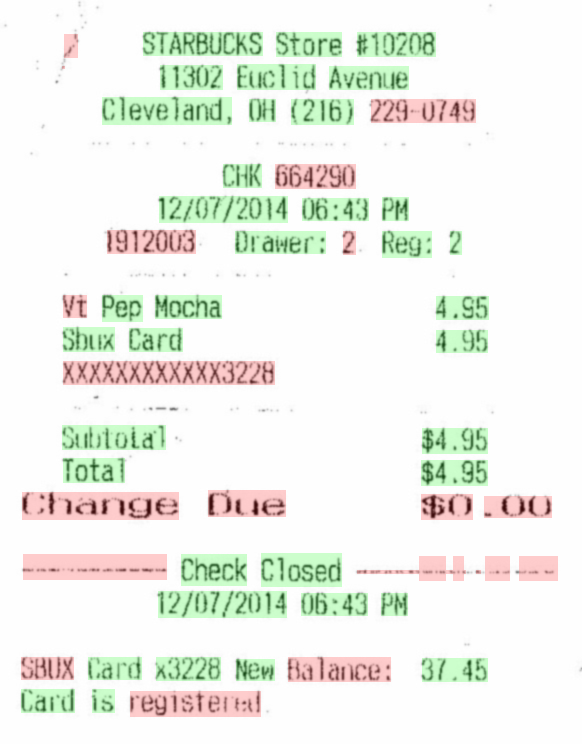 STARBUCKS Store #10208
11302 Euclid Avenue
Cleveland, OH (216) 229-0749
CHK 664290
12/07/2014 06:43 PM
1912003 Drawer: 2 Reg: 2
Vt Pep Mocha 4.95
Sbux Card 4.95
XXXXXXXXXXXX3228
Subtotal $4.95
Total $4.95
Change Due $0.00
----------- Check Closed -----------
12/07/2014 06:43 PM
SBUX Card x3228 New Balance: 37.45
Card is registered.